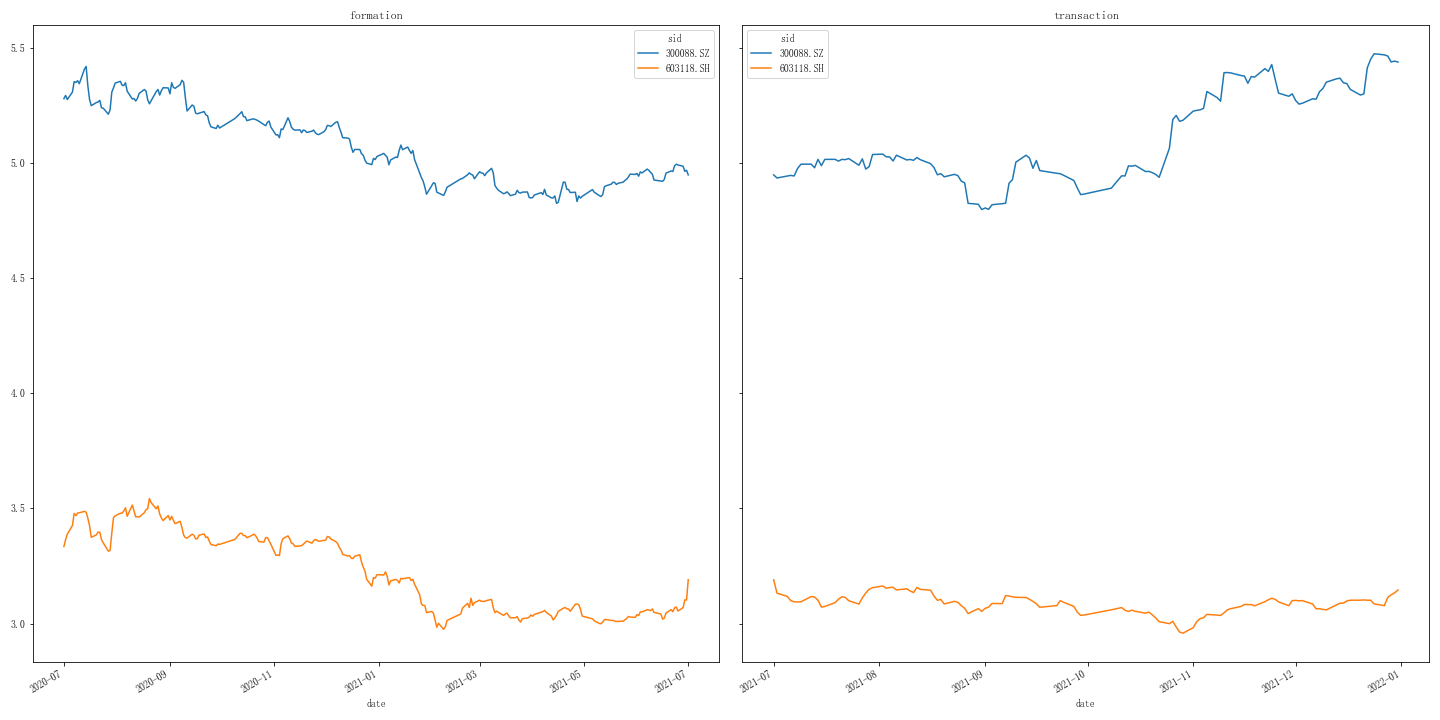 formation
sid
300088.SZ
603118.SH
5.5
5.0
4.5
4.0
3.5
3.0
2020-07
2020-09
2020-11
2021-01
2021-03
2021-05
2021-07
date
transaction
sid
300088.SZ
603118.SH
2021-07
2021-08
2021-09
2021-10
2021-11
2021-12
2022-01
date